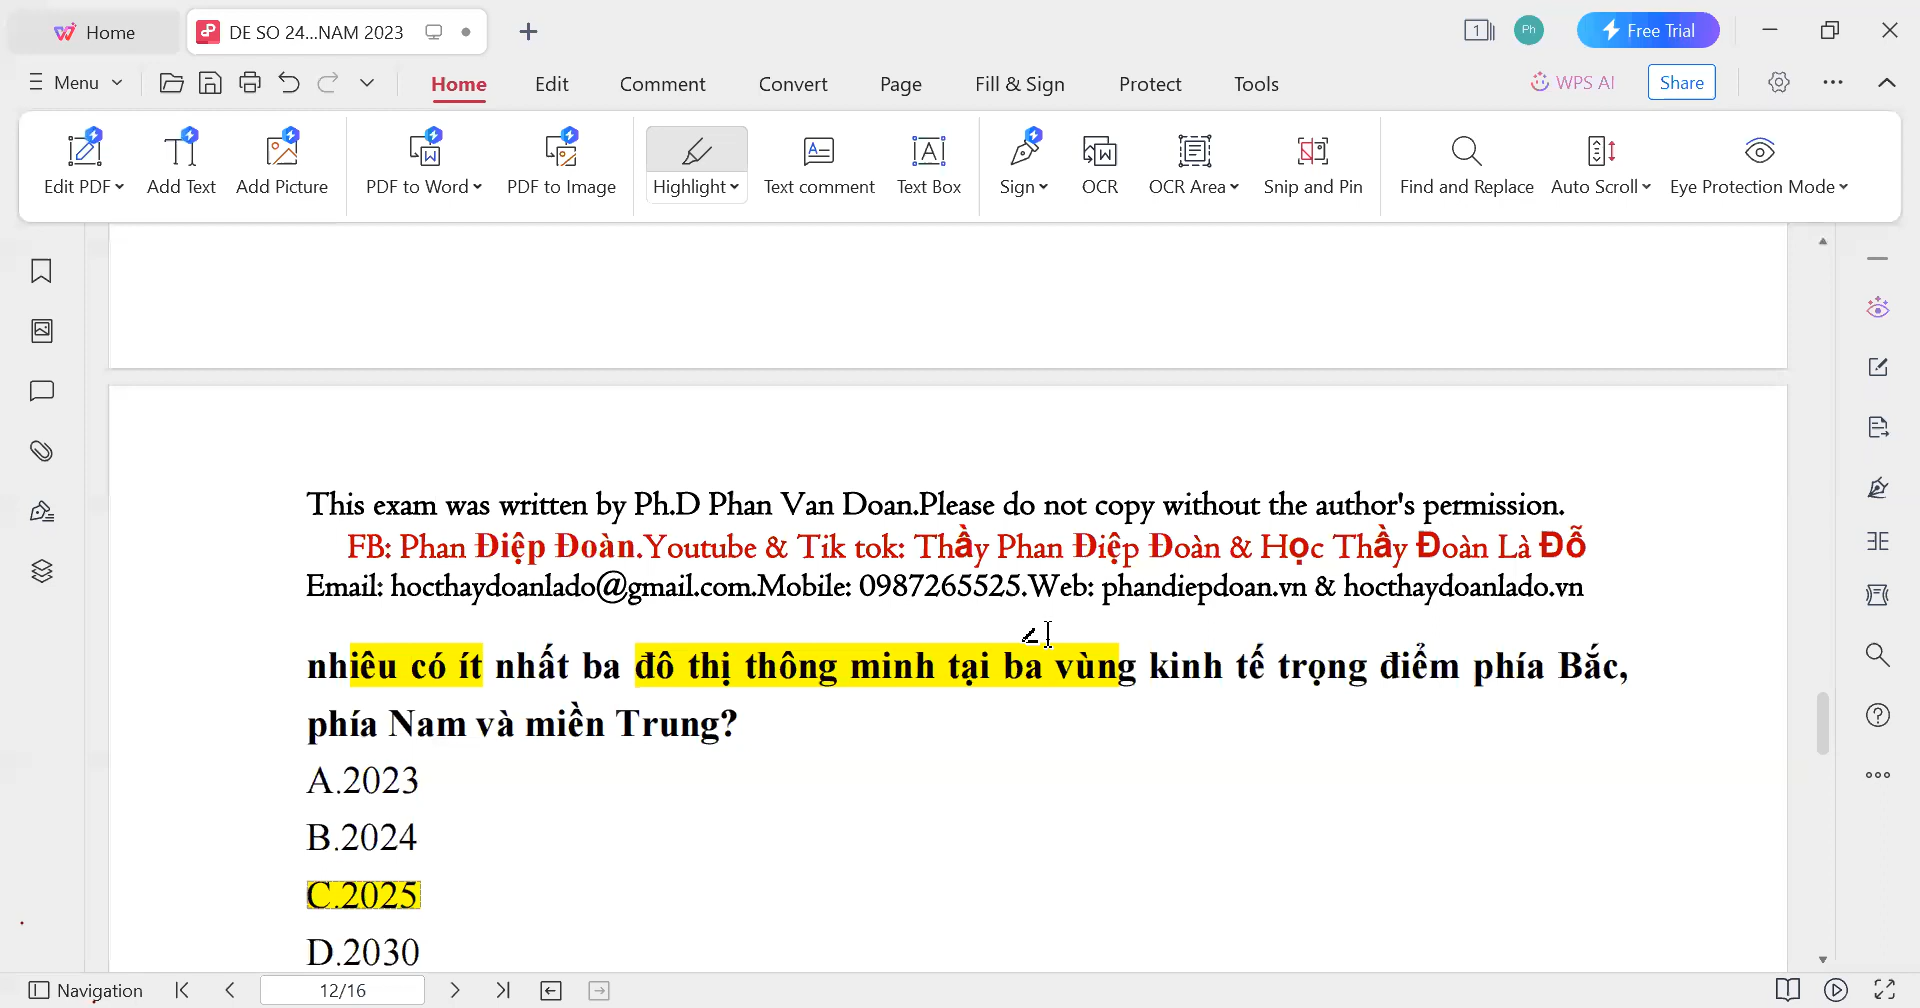 Home
DE SO 24...NAM 2023
1
Ph
Free Trial
Menu
Home
Edit
Comment
Convert
Page
Fill & Sign
Protect
Tools
WPS AI
Share
Edit PDF
Add Text
Add Picture
PDF to Word
PDF to Image
Highlight
Text comment
Text Box
Sign
OCR
OCR Area
Snip and Pin
Find and Replace
Auto Scroll
Eye Protection Mode
This exam was written by Ph.D Phan Van Doan.Please do not copy without the author's permission.
FB: Phan Điệp Đoàn.Youtube & Tik tok: Thầy Phan Điệp Đoàn & Học Thầy Đoàn Là Đỗ
Email: hocthaydoanlado@gmail.com.Mobile: 0987265525.Web: phandiepdoan.vn & hocthaydoanlado.vn
nhiêu có ít nhất ba đô thị thông minh tại ba vùng kinh tế trọng điểm phía Bắc,
phía Nam và miền Trung?
A.2023
B.2024
C.2025
D.2030
Navigation
12/16